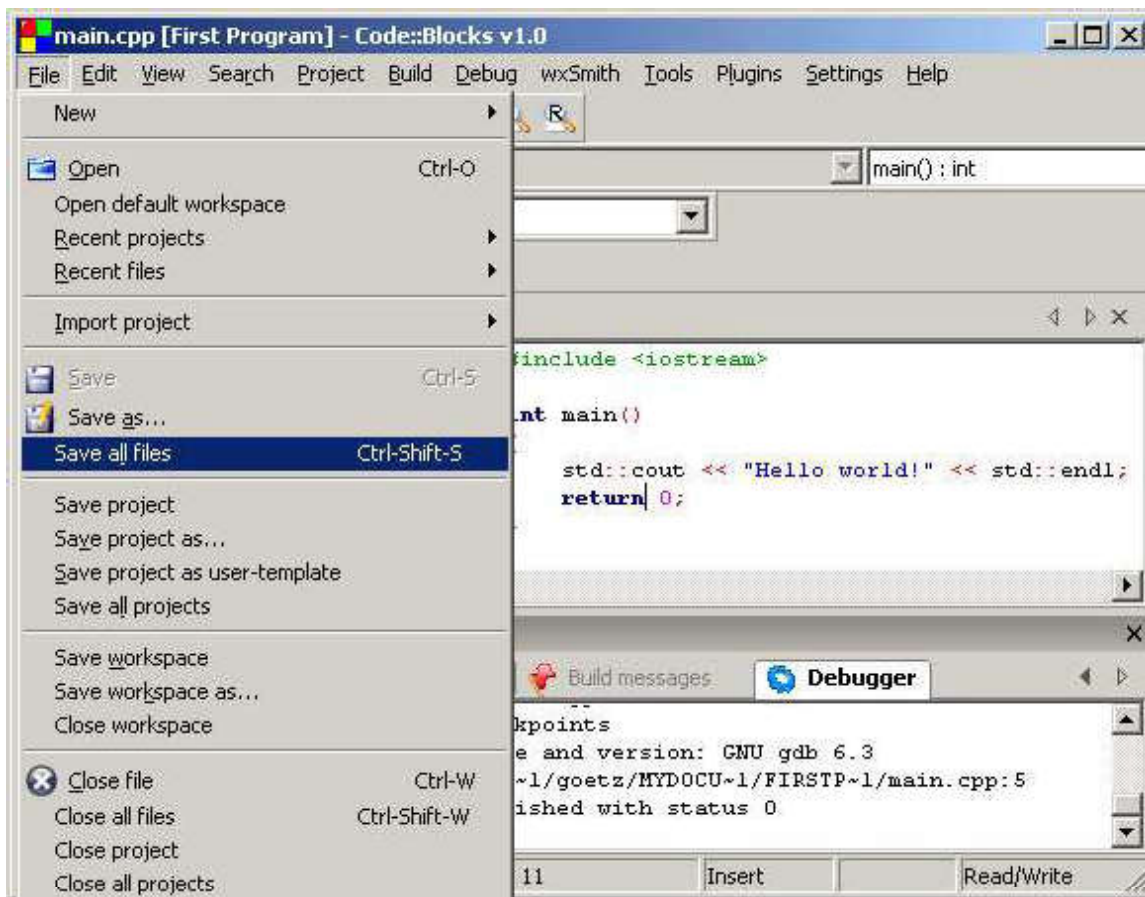 main.cpp [First Program] - Code::Blocks v1.0
File Edit View Search Project Build Debug wxSmith Tools Plugins Settings Help
New
R
Open Ctrl-O
main() : int
Open default workspace
Recent projects
Recent files
Import project
Save Ctrl-S
Save as...
Save all files Ctrl-Shift-S
Save project
Save project as...
Save project as user-template
Save all projects
Save workspace
Save workspace as...
Close workspace
Close file Ctrl-W
Close all files Ctrl-Shift-W
Close project
Close all projects
#include <iostream>
int main()
std::cout << "Hello world!" << std::endl;
return 0;
Build messages Debugger
kpoints
e and version: GNU gdb 6.3
~1/goetz/MYDOCU~1/FIRSTP~1/main.cpp:5
ished with status 0
11 Insert Read/Write